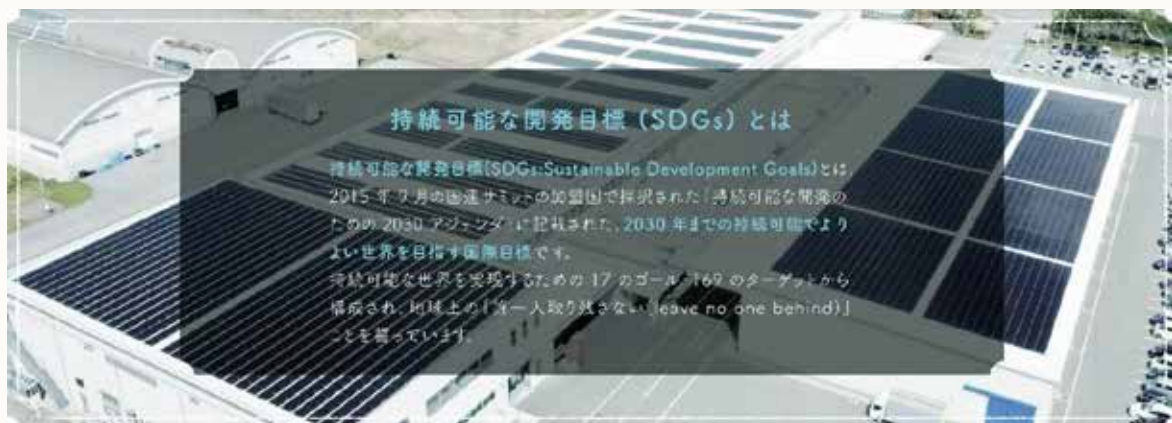 持続可能な開発目標（SDGs）とは
持続可能な開発目標(SDGs:Sustainable Development Goals)とは、
2015 年 9 月の国連サミットの加盟国で採択された「持続可能な開発の
ための 2030 アジェンダ」に記載された、2030 年までの持続可能でより
よい世界を目指す国際目標です。
持続可能な世界を実現するための 17 のゴール・169 のターゲットから
構成され、地球上の「誰一人取り残さない(leave no one behind)」
ことを誓っています。